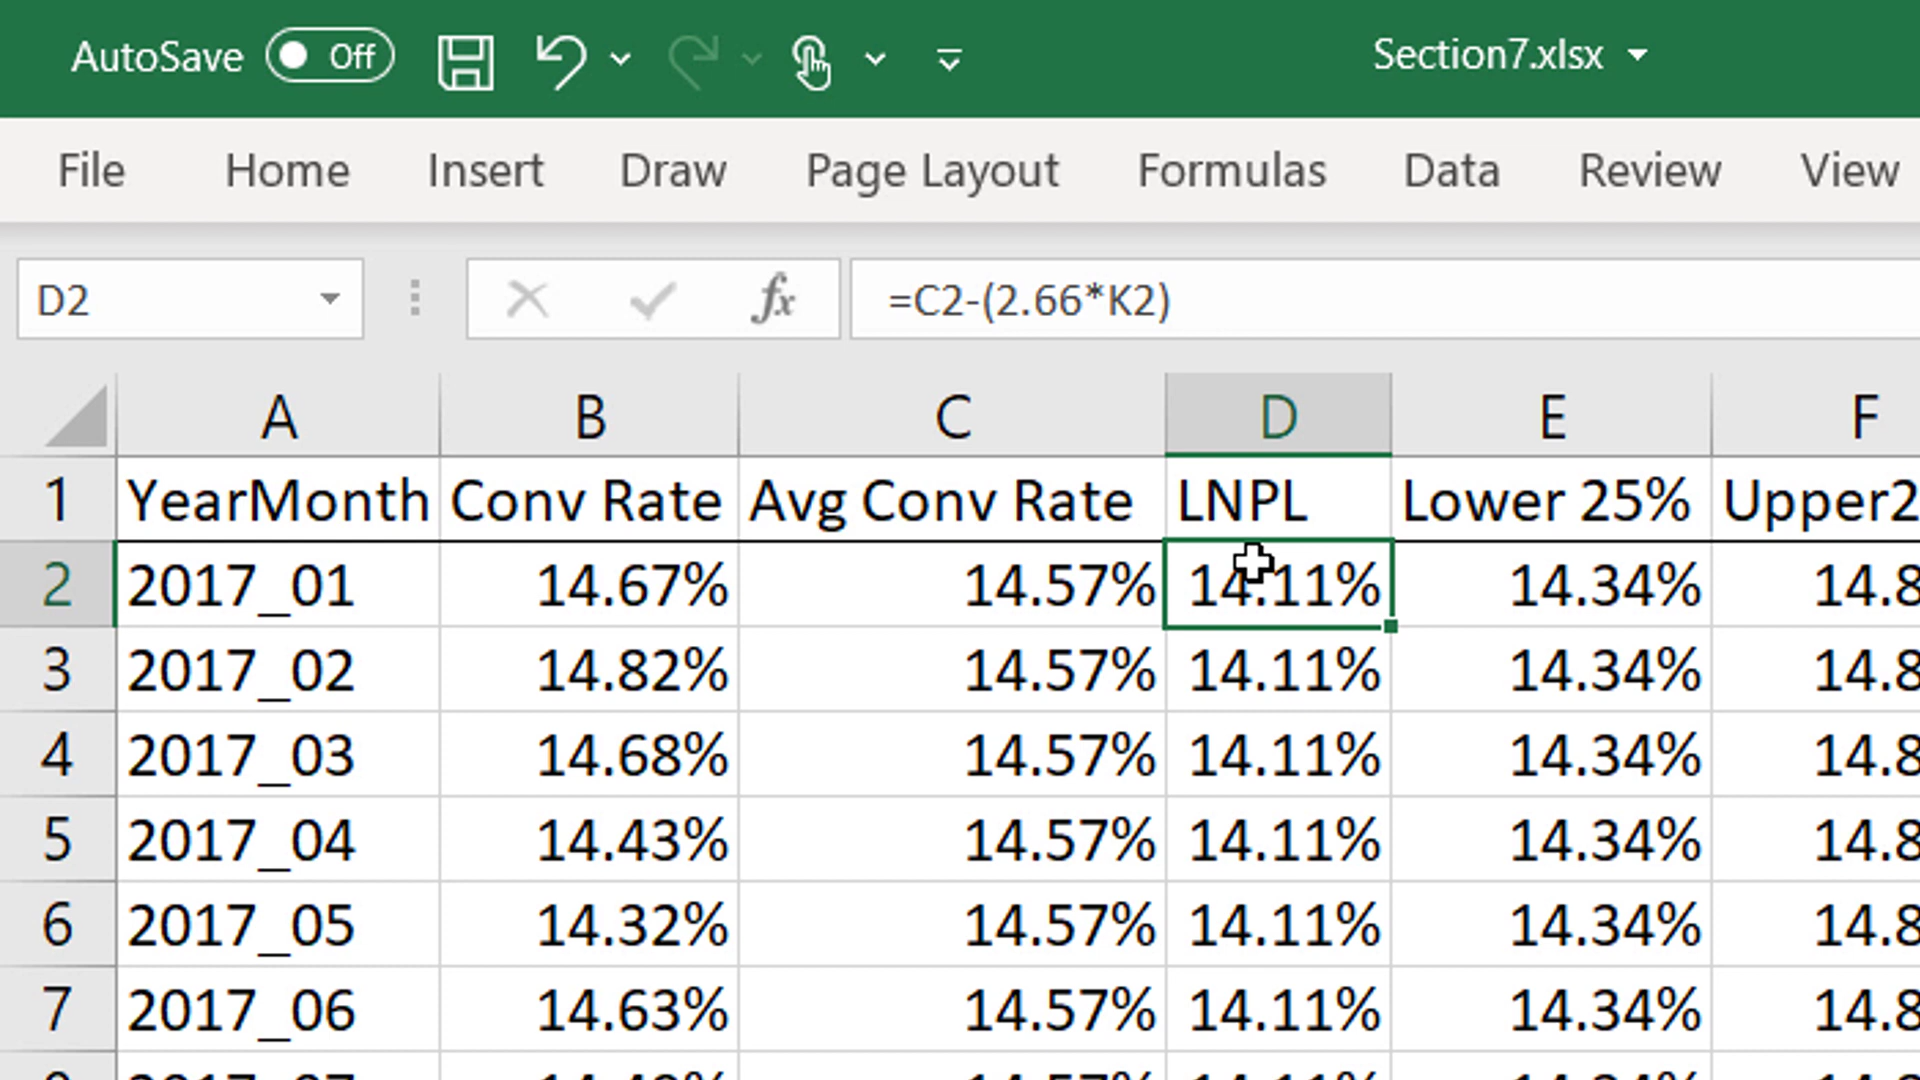 AutoSave Off Section7.xlsx
File Home Insert Draw Page Layout Formulas Data Review View
D2 fx =C2-(2.66*K2)
A B C D E F
1 YearMonth Conv Rate Avg Conv Rate LNPL Lower 25% Upper2
2 2017_01 14.67% 14.57% 14.11% 14.34% 14.8
3 2017_02 14.82% 14.57% 14.11% 14.34% 14.8
4 2017_03 14.68% 14.57% 14.11% 14.34% 14.8
5 2017_04 14.43% 14.57% 14.11% 14.34% 14.8
6 2017_05 14.32% 14.57% 14.11% 14.34% 14.8
7 2017_06 14.63% 14.57% 14.11% 14.34% 14.8